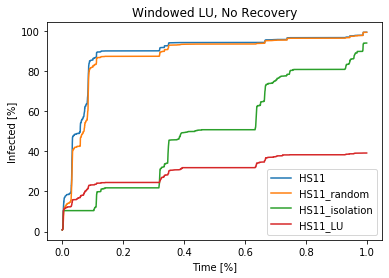 Windowed LU, No Recovery
Infected [%]
100
80
60
40
20
0
HS11
HS11_random
HS11_isolation
HS11_LU
0.0 0.2 0.4 0.6 0.8 1.0
Time [%]